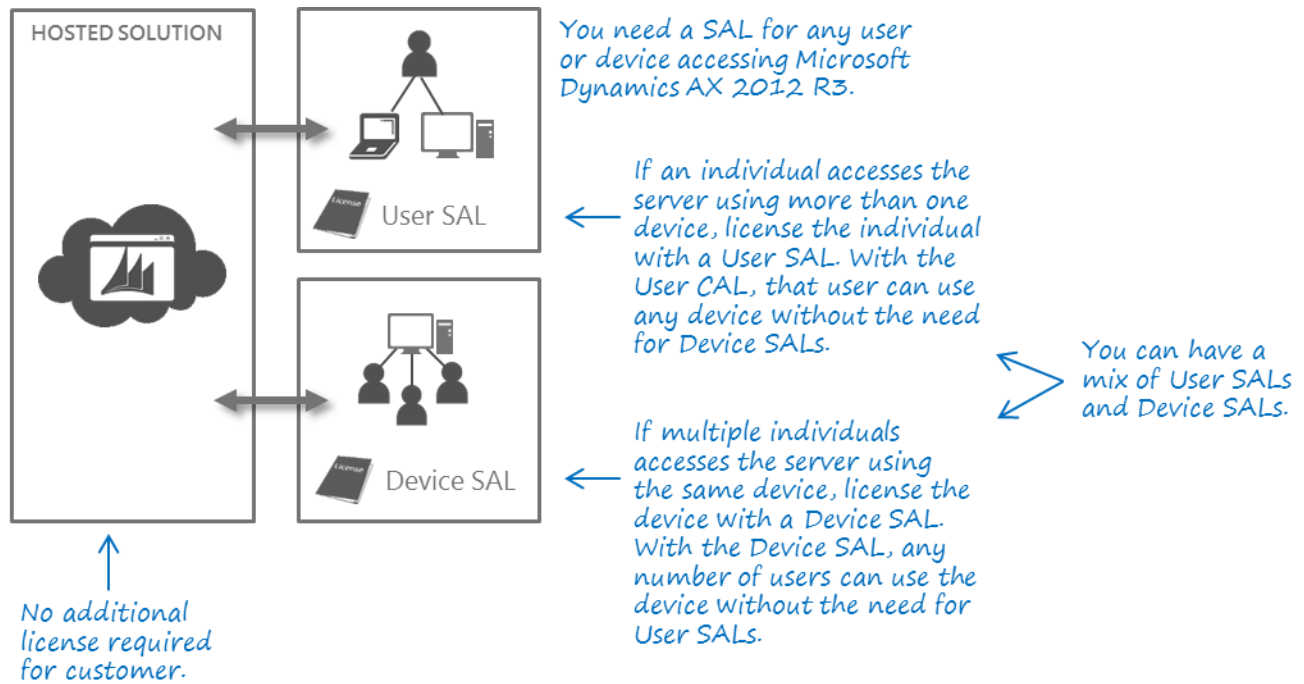 HOSTED SOLUTION
License
User SAL
License
Device SAL
You need a SAL for any user
or device accessing Microsoft
Dynamics AX 2012 R3.
If an individual accesses the
server using more than one
device, license the individual
with a User SAL. With the
User CAL, that user can use
any device without the need
for Device SALs.
You can have a
mix of User SALs
and Device SALs.
If multiple individuals
accesses the server using
the same device, license the
device with a Device SAL.
With the Device SAL, any
number of users can use the
device without the need for
User SALs.
No additional
license required
for customer.